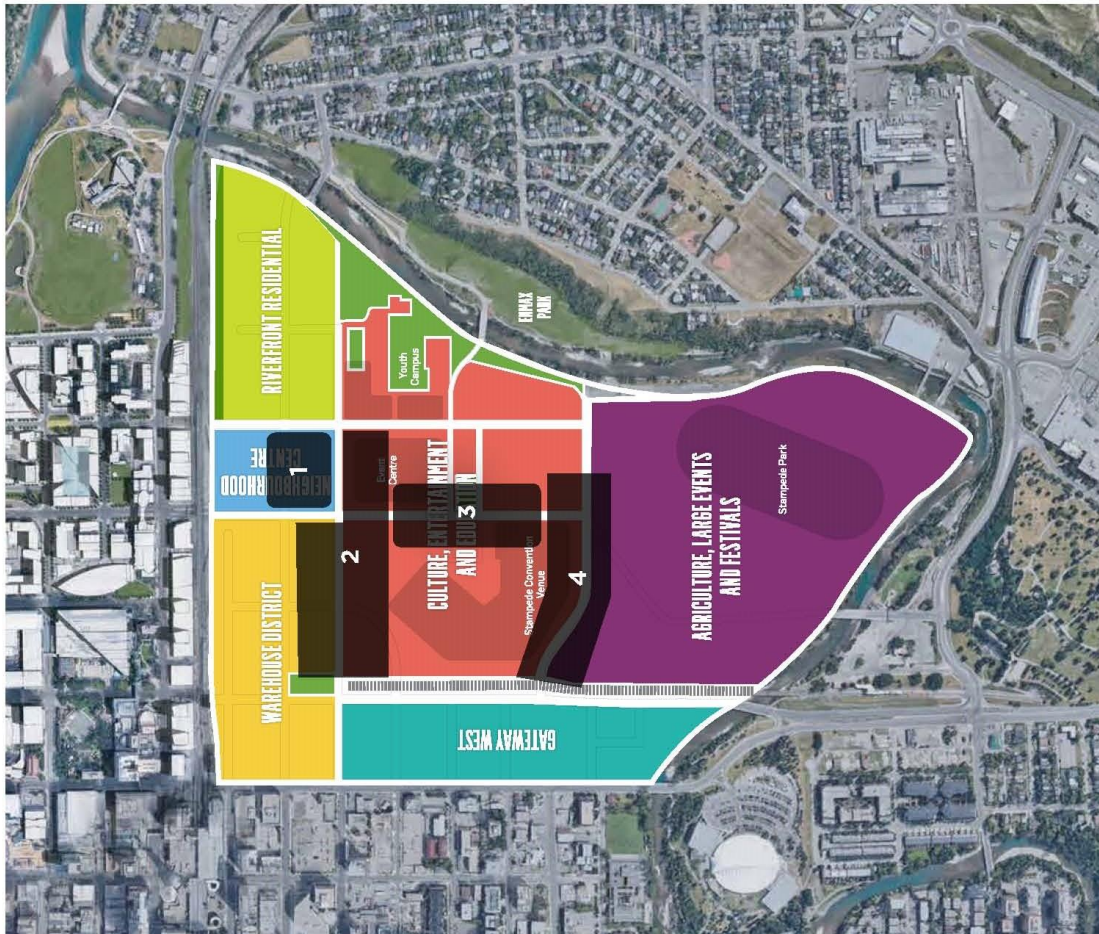 RIVERFRONT RESIDENTIAL
NEIGHBOURHOOD
CENTRE
1
WAREHOUSE DISTRICT
2
Youth
Campus
ENMAX
PARK
Event
Centre
CULTURE, ENTERTAINMENT
AND EDUCATION
3
Stampede Convention
Venue
4
AGRICULTURE, LARGE EVENTS
AND FESTIVALS
Stampede Park
GATEWAY WEST